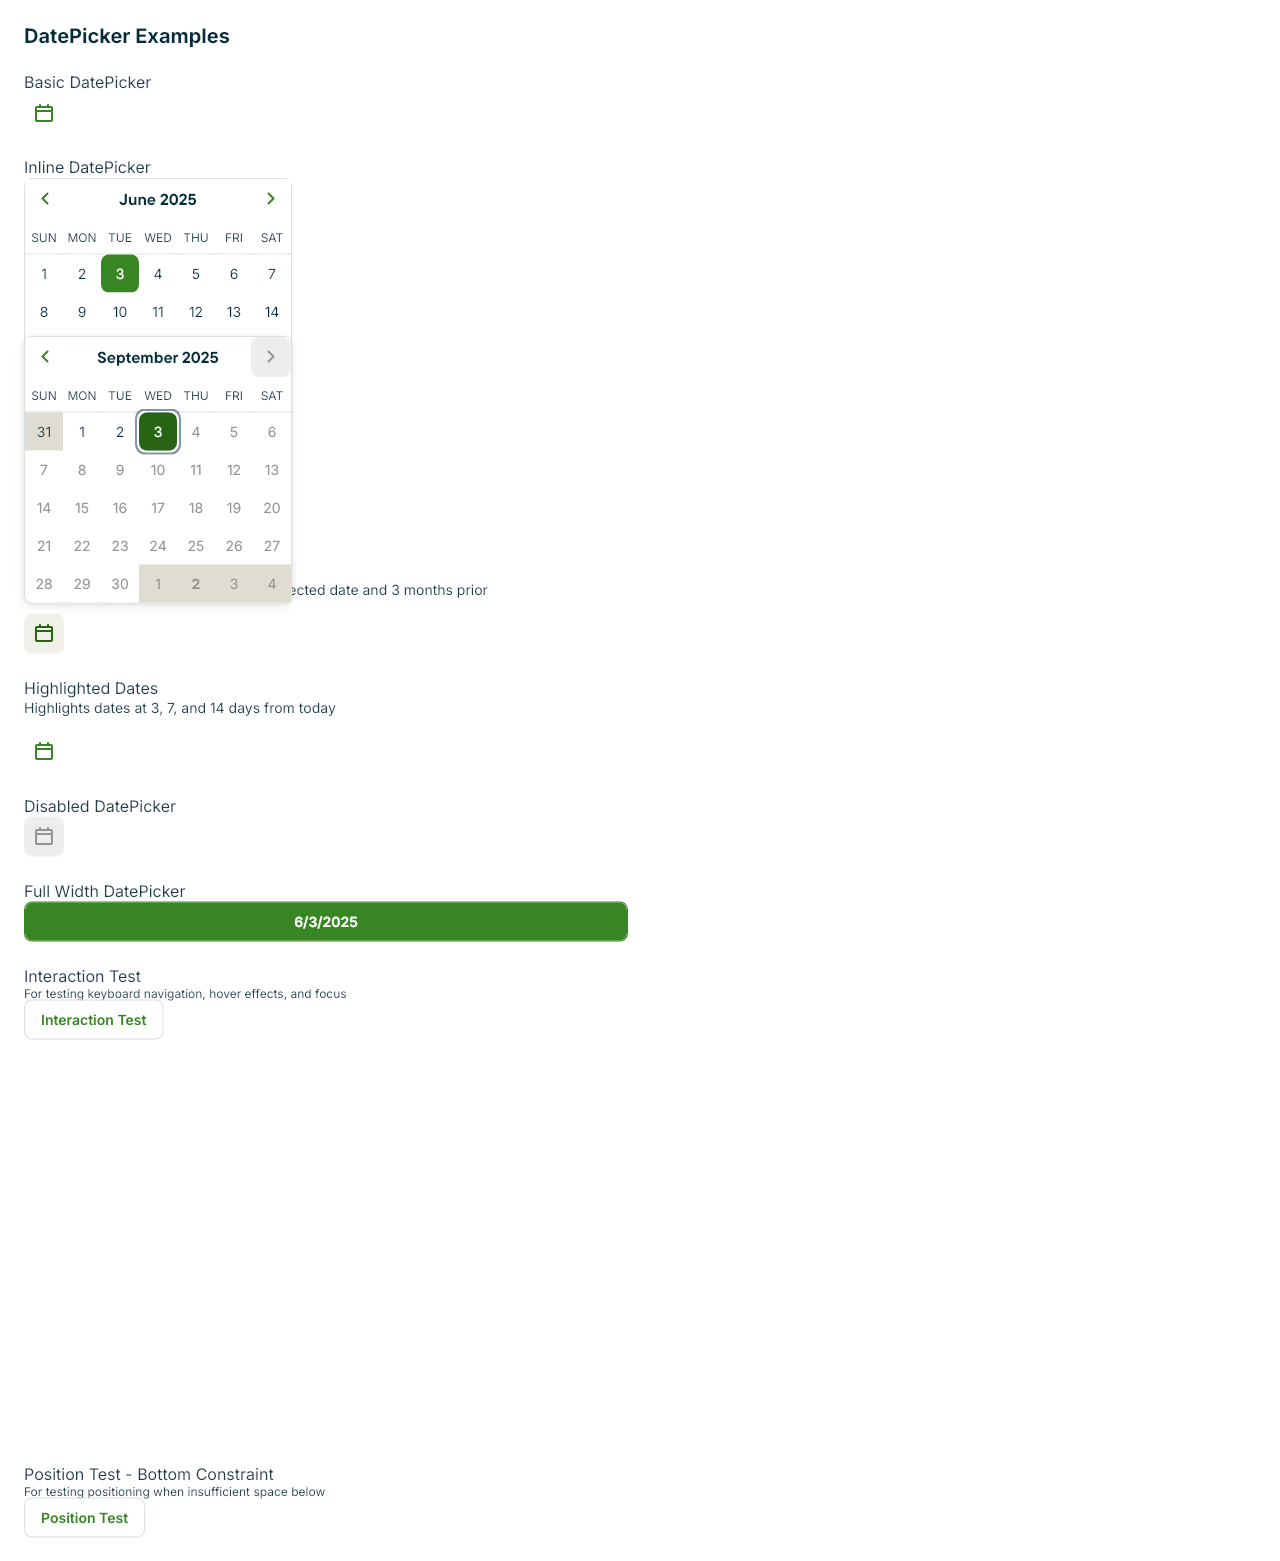 DatePicker Examples
Basic DatePicker
Inline DatePicker
June 2025
SUN MON TUE WED THU FRI SAT
1 2 3 4 5 6 7
8 9 10 11 12 13 14
September 2025
SUN MON TUE WED THU FRI SAT
31 1 2 3 4 5 6
7 8 9 10 11 12 13
14 15 16 17 18 19 20
21 22 23 24 25 26 27
28 29 30 1 2 3 4
date and 3 months prior
Highlighted Dates
Highlights dates at 3, 7, and 14 days from today
Disabled DatePicker
Full Width DatePicker
6/3/2025
Interaction Test
For testing keyboard navigation, hover effects, and focus
Interaction Test
Position Test - Bottom Constraint
For testing positioning when insufficient space below
Position Test